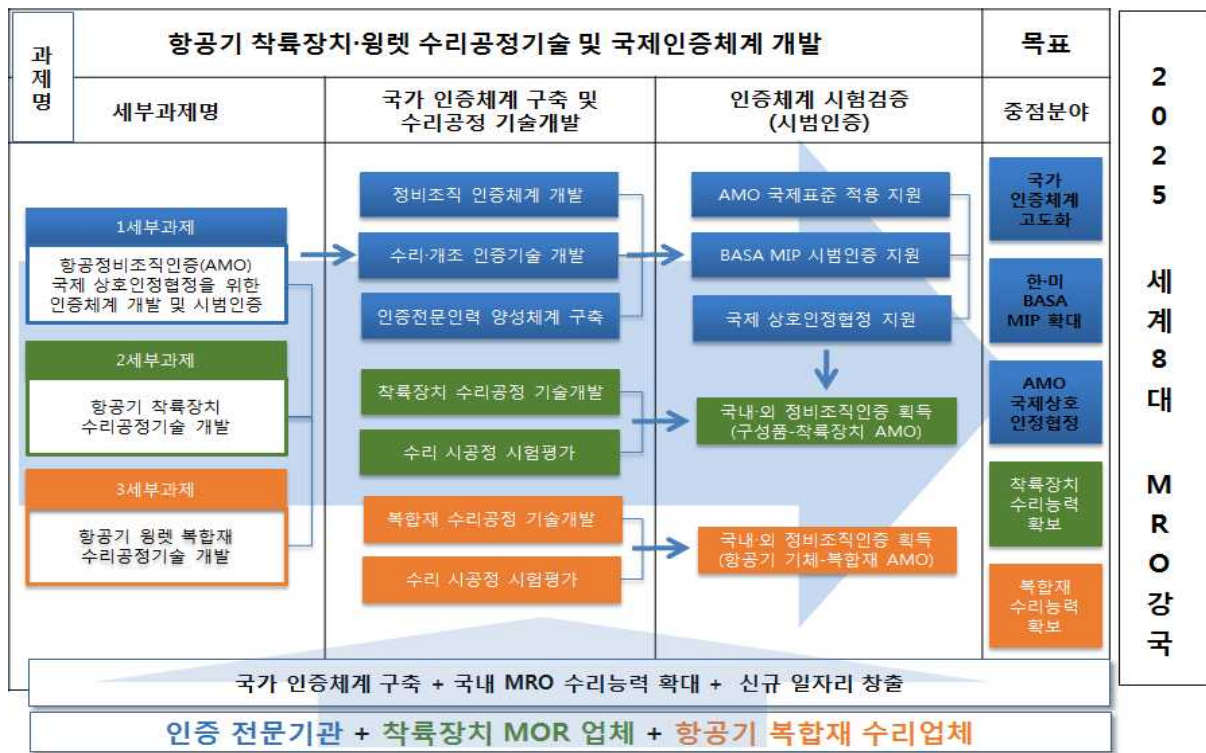 과제명
항공기 착륙장치·윙렛 수리공정기술 및 국제인증체계 개발
목표
세부과제명
국가 인증체계 구축 및
수리공정 기술개발
인증체계 시험검증
(시범인증)
중점분야
1세부과제
항공정비조직인증(AMO)
국제 상호인정협정을 위한
인증체계 개발 및 시범인증
2세부과제
항공기 착륙장치
수리공정기술 개발
3세부과제
항공기 윙렛 복합재
수리공정기술 개발
정비조직 인증체계 개발
수리·개조 인증기술 개발
인증전문인력 양성체계 구축
착륙장치 수리공정 기술개발
수리 시공정 시험평가
복합재 수리공정 기술개발
수리 시공정 시험평가
AMO 국제표준 적용 지원
BASA MIP 시범인증 지원
국제 상호인정협정 지원
국내·외 정비조직인증 획득
(구성품-착륙장치 AMO)
국내·외 정비조직인증 획득
(항공기 기체-복합재 AMO)
국가
인증체계
고도화
한·미
BASA
MIP 확대
AMO
국제상호
인정협정
착륙장치
수리능력
확보
복합재
수리능력
확보
2025 세계8대 MRO강국
국가 인증체계 구축 + 국내 MRO 수리능력 확대 + 신규 일자리 창출
인증 전문기관 + 착륙장치 MOR 업체 + 항공기 복합재 수리업체